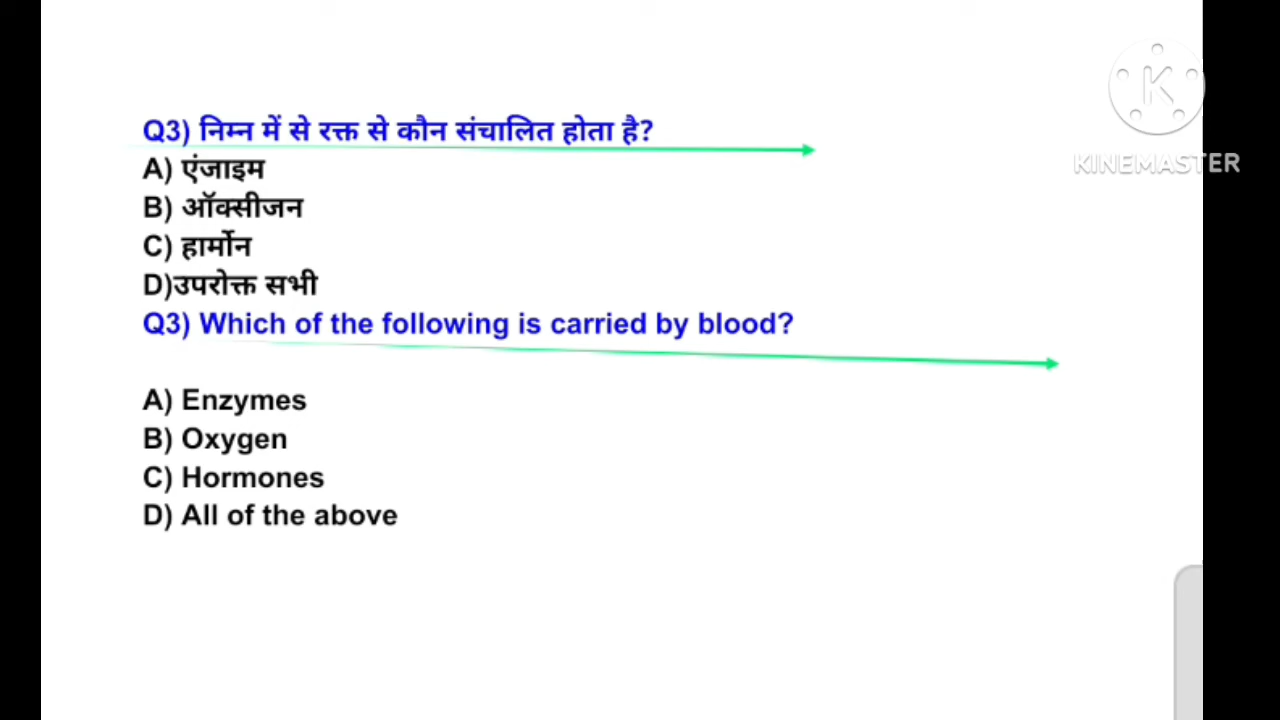 Q3) निम्न में से रक्त से कौन संचालित होता है?
A) एंजाइम
B) ऑक्सीजन
C) हार्मोन
D)उपरोक्त सभी
Q3) Which of the following is carried by blood?
A) Enzymes
B) Oxygen
C) Hormones
D) All of the above
K
KINEMASTER